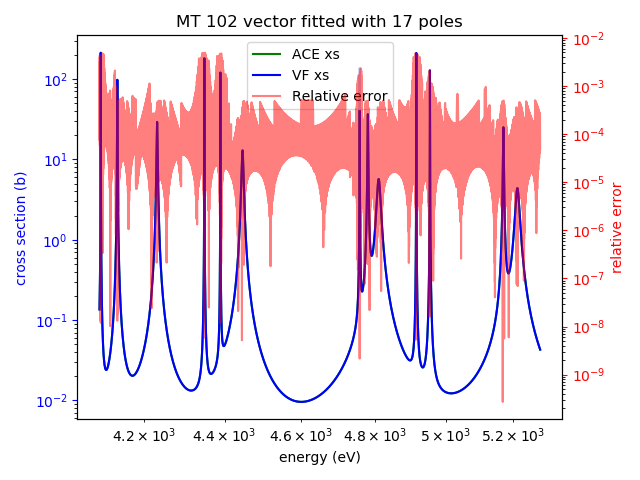 MT 102 vector fitted with 17 poles
ACE xs
VF xs
Relative error
cross section (b)
10²
10¹
10⁰
10⁻¹
10⁻²
relative error
10⁻²
10⁻³
10⁻⁴
10⁻⁵
10⁻⁶
10⁻⁷
10⁻⁸
10⁻⁹
4.2 × 10³ 4.4 × 10³ 4.6 × 10³ 4.8 × 10³ 5 × 10³ 5.2 × 10³
energy (eV)